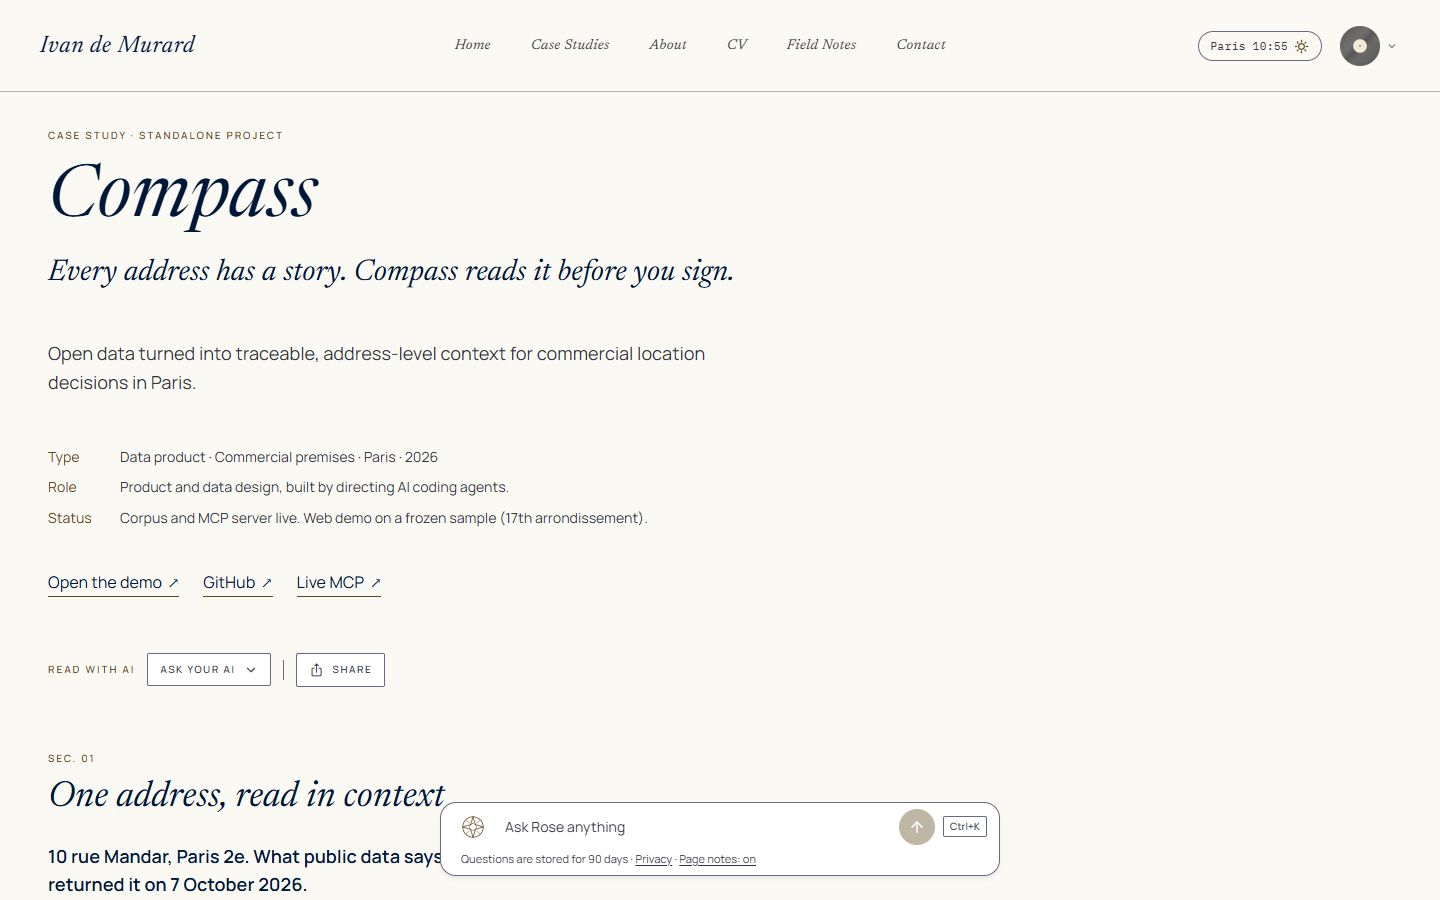 Ivan de Murard
Home
Case Studies
About
CV
Field Notes
Contact
Paris 10:55
CASE STUDY · STANDALONE PROJECT
Compass
Every address has a story. Compass reads it before you sign.
Open data turned into traceable, address-level context for commercial location
decisions in Paris.
Type Data product · Commercial premises · Paris · 2026
Role Product and data design, built by directing AI coding agents.
Status Corpus and MCP server live. Web demo on a frozen sample (17th arrondissement).
Open the demo ↗ GitHub ↗ Live MCP ↗
READ WITH AI ASK YOUR AI SHARE
SEC. 01
One address, read in context
10 rue Mandar, Paris 2e. What public data says
returned it on 7 October 2026.
Ask Rose anything
Ctrl+K
Questions are stored for 90 days · Privacy · Page notes: on